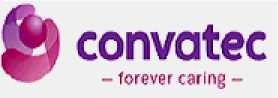 convatec
– forever caring –